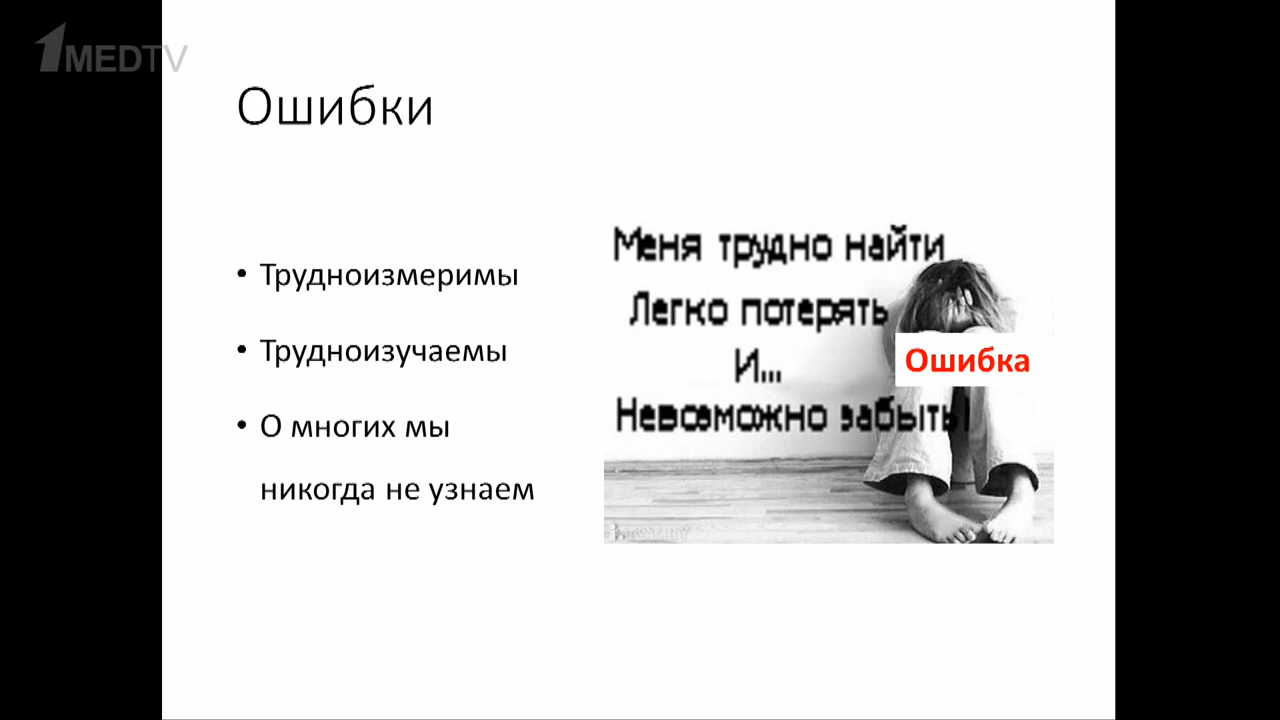 1MEDTV
Ошибки
• Трудноизмеримы
• Трудноизучаемы
• О многих мы
никогда не узнаем
Меня трудно найти
Легко потерять
И...
Невозможно забыть!
Ошибка